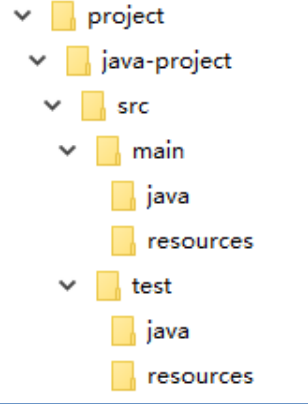 project
java-project
src
main
java
resources
test
java
resources